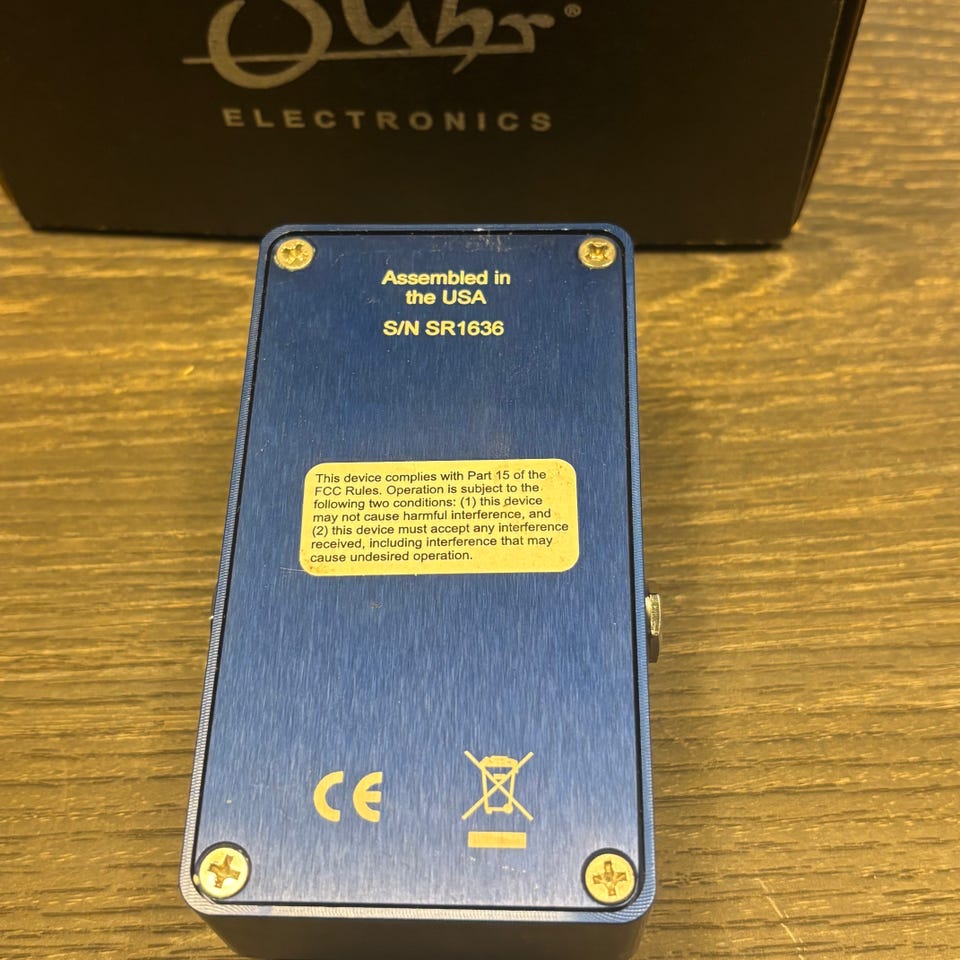 Suhr®
ELECTRONICS
Assembled in
the USA
S/N SR1636
This device complies with Part 15 of the
FCC Rules. Operation is subject to the
following two conditions: (1) this device
may not cause harmful interference, and
(2) this device must accept any interference
received, including interference that may
cause undesired operation.
CE